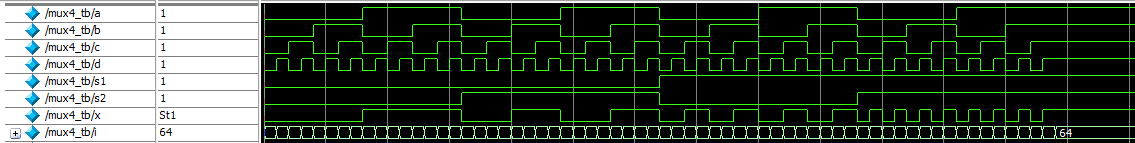 /mux4_tb/a 1
/mux4_tb/b 1
/mux4_tb/c 1
/mux4_tb/d 1
/mux4_tb/s1 1
/mux4_tb/s2 1
/mux4_tb/x St1
/mux4_tb/i 64 64